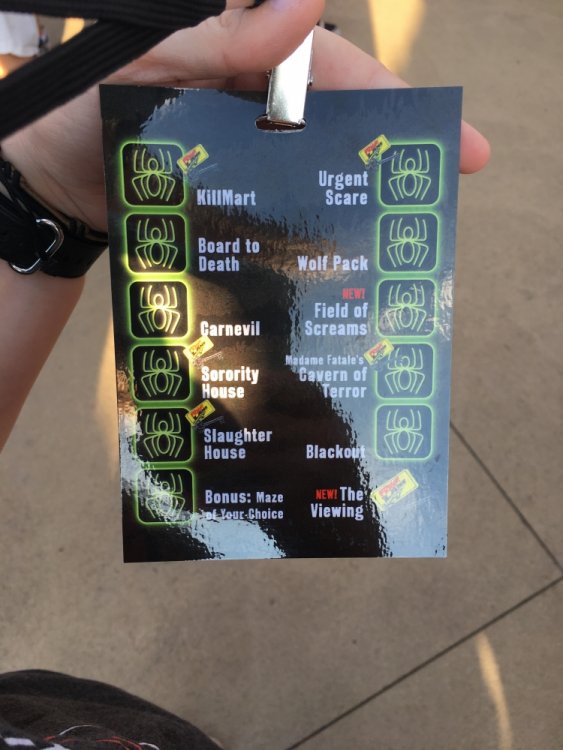 KillMart
Board to
Death
Carnevil
Sorority
House
Slaughter
House
Bonus: Maze
of Your Choice
Urgent
Scare
Wolf Pack
NEW!
Field of
Screams
Madame Fatale's
Cavern of
Terror
Blackout
NEW! The
Viewing